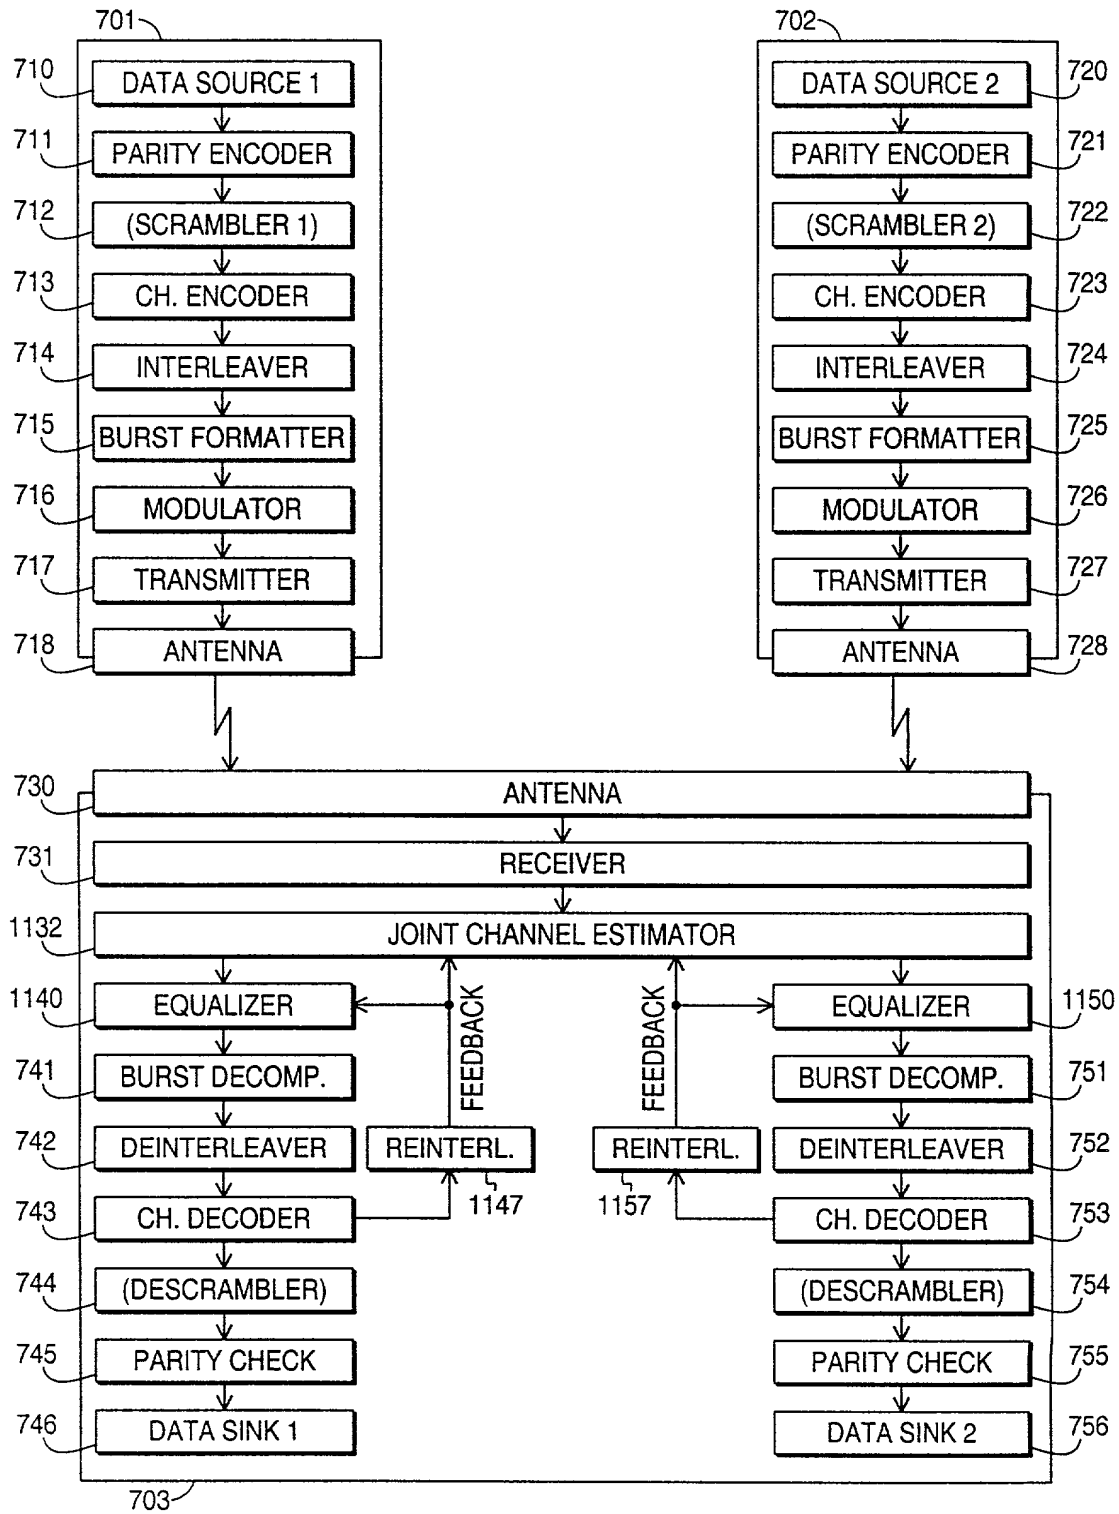 701
710
DATA SOURCE 1
711
PARITY ENCODER
712
(SCRAMBLER 1)
713
CH. ENCODER
714
INTERLEAVER
715
BURST FORMATTER
716
MODULATOR
717
TRANSMITTER
718
ANTENNA
702
DATA SOURCE 2
720
PARITY ENCODER
721
(SCRAMBLER 2)
722
CH. ENCODER
723
INTERLEAVER
724
BURST FORMATTER
725
MODULATOR
726
TRANSMITTER
727
ANTENNA
728
730
ANTENNA
731
RECEIVER
1132
JOINT CHANNEL ESTIMATOR
1140
EQUALIZER
741
BURST DECOMP.
742
DEINTERLEAVER
743
CH. DECODER
744
(DESCRAMBLER)
745
PARITY CHECK
746
DATA SINK 1
FEEDBACK
REINTERL.
1147
FEEDBACK
REINTERL.
1157
EQUALIZER
1150
BURST DECOMP.
751
DEINTERLEAVER
752
CH. DECODER
753
(DESCRAMBLER)
754
PARITY CHECK
755
DATA SINK 2
756
703